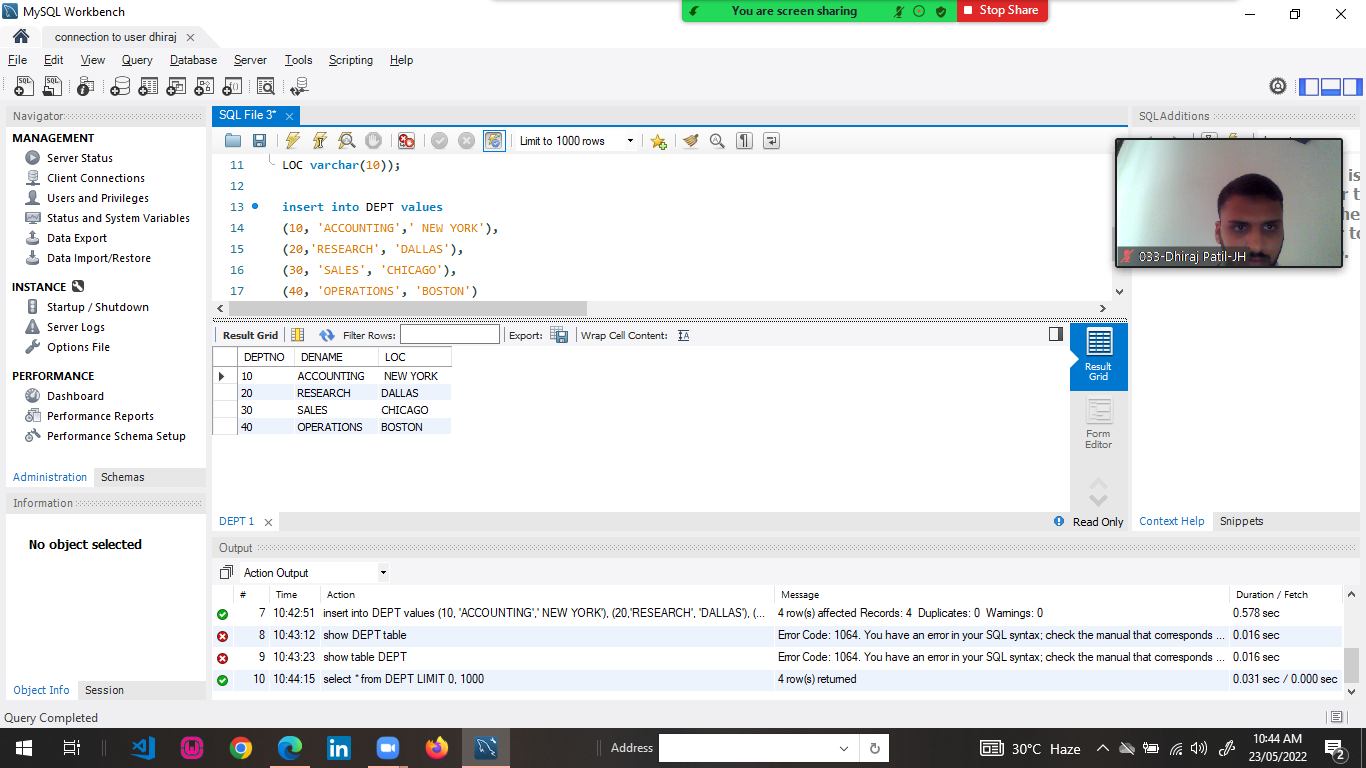 MySQL Workbench
You are screen sharing
Stop Share
connection to user dhiraj
File Edit View Query Database Server Tools Scripting Help
Navigator
MANAGEMENT
Server Status
Client Connections
Users and Privileges
Status and System Variables
Data Export
Data Import/Restore
INSTANCE
Startup / Shutdown
Server Logs
Options File
PERFORMANCE
Dashboard
Performance Reports
Performance Schema Setup
Administration Schemas
Information
No object selected
Object Info Session
SQL File 3*
Limit to 1000 rows
11 LOC varchar(10));
12
13 insert into DEPT values
14 (10, 'ACCOUNTING',' NEW YORK'),
15 (20,'RESEARCH', 'DALLAS'),
16 (30, 'SALES', 'CHICAGO'),
17 (40, 'OPERATIONS', 'BOSTON')
Result Grid Filter Rows: Export: Wrap Cell Content:
DEPTNO DENAME LOC
10 ACCOUNTING NEW YORK
20 RESEARCH DALLAS
30 SALES CHICAGO
40 OPERATIONS BOSTON
Result
Grid
Form
Editor
DEPT 1
Read Only
SQLAdditions
033-Dhiraj Patil-JH
Context Help Snippets
Output
Action Output
# Time Action Message Duration / Fetch
7 10:42:51 insert into DEPT values (10, 'ACCOUNTING',' NEW YORK'), (20,'RESEARCH', 'DALLAS'), (... 4 row(s) affected Records: 4 Duplicates: 0 Warnings: 0 0.578 sec
8 10:43:12 show DEPT table Error Code: 1064. You have an error in your SQL syntax; check the manual that corresponds ... 0.016 sec
9 10:43:23 show table DEPT Error Code: 1064. You have an error in your SQL syntax; check the manual that corresponds ... 0.016 sec
10 10:44:15 select * from DEPT LIMIT 0, 1000 4 row(s) returned 0.031 sec / 0.000 sec
Query Completed
Address
30°C Haze
10:44 AM
23/05/2022
2